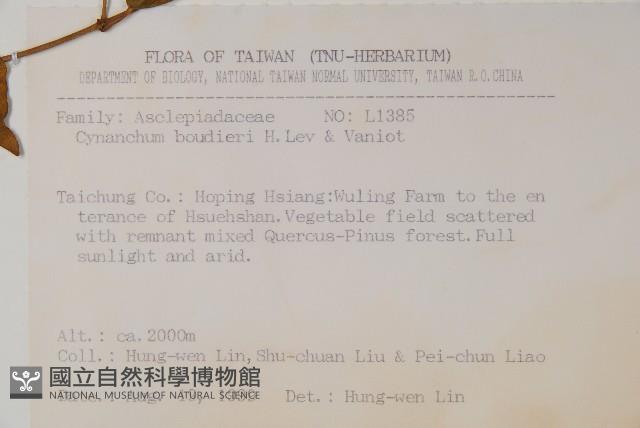 FLORA OF TAIWAN (TNU-HERBARIUM)
DEPARTMENT OF BIOLOGY, NATIONAL TAIWAN NORMAL UNIVERSITY, TAIWAN R.O.CHINA
Family: Asclepiadaceae NO: L1385
Cynanchum boudieri H.Lev & Vaniot
Taichung Co.: Hoping Hsiang:Wuling Farm to the en
terance of Hsuehshan.Vegetable field scattered
with remnant mixed Quercus-Pinus forest.Full
sunlight and arid.
Alt.: ca.2000m
Coll.: Hung-wen Lin,Shu-chuan Liu & Pei-chun Liao
國立自然科學博物館
NATIONAL MUSEUM OF NATURAL SCIENCE
Det.: Hung-wen Lin